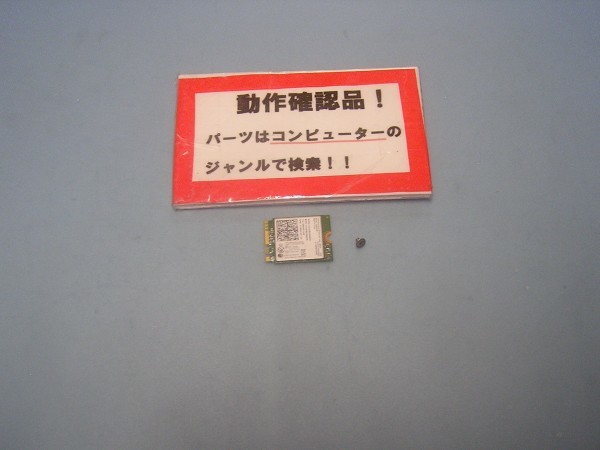 動作確認品！
パーツはコンピューターの
ジャンルで検索！！